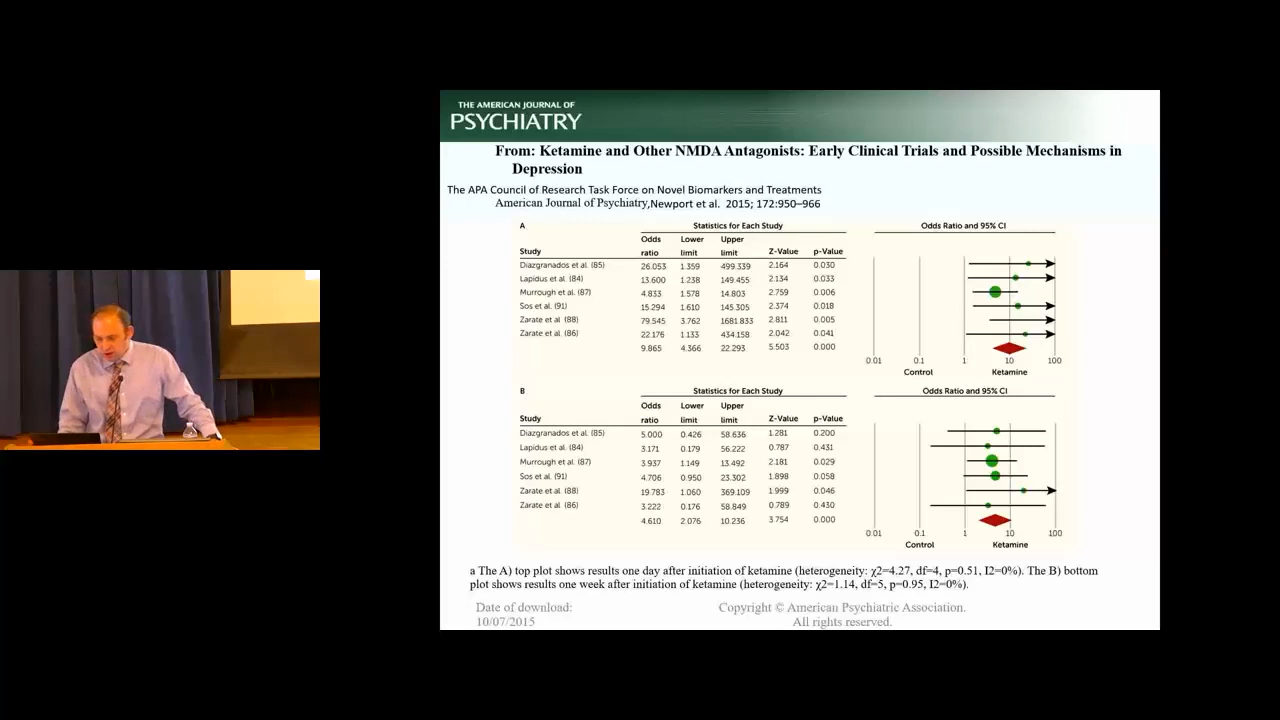 THE AMERICAN JOURNAL OF
PSYCHIATRY
From: Ketamine and Other NMDA Antagonists: Early Clinical Trials and Possible Mechanisms in
Depression
The APA Council of Research Task Force on Novel Biomarkers and Treatments
American Journal of Psychiatry,Newport et al. 2015; 172:950–966
A Statistics for Each Study Odds Ratio and 95% CI
Odds Lower Upper
Study ratio limit limit Z-Value p-Value
Diazgranados et al. (85) 26.053 1.359 499.339 2.164 0.030
Lapidus et al. (84) 13.600 1.238 149.455 2.134 0.033
Murrough et al. (87) 4.833 1.578 14.803 2.759 0.006
Sos et al. (91) 15.294 1.610 145.305 2.374 0.018
Zarate et al. (88) 79.545 3.762 1681.833 2.811 0.005
Zarate et al. (86) 22.176 1.133 434.158 2.042 0.041
9.865 4.366 22.293 5.503 0.000
0.01 0.1 1 10 100
Control Ketamine
B Statistics for Each Study Odds Ratio and 95% CI
Odds Lower Upper
Study ratio limit limit Z-Value p-Value
Diazgranados et al. (85) 5.000 0.426 58.636 1.281 0.200
Lapidus et al. (84) 3.171 0.179 56.222 0.787 0.431
Murrough et al. (87) 3.937 1.149 13.492 2.181 0.029
Sos et al. (91) 4.706 0.950 23.302 1.898 0.058
Zarate et al. (88) 19.783 1.060 369.109 1.999 0.046
Zarate et al. (86) 3.222 0.176 58.849 0.789 0.430
4.610 2.076 10.236 3.754 0.000
0.01 0.1 1 10 100
Control Ketamine
a The A) top plot shows results one day after initiation of ketamine (heterogeneity: χ2=4.27, df=4, p=0.51, I2=0%). The B) bottom
plot shows results one week after initiation of ketamine (heterogeneity: χ2=1.14, df=5, p=0.95, I2=0%).
Date of download:
10/07/2015
Copyright © American Psychiatric Association.
All rights reserved.